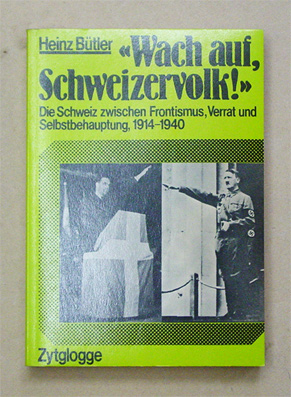 Heinz Bütler
«Wach auf,
Schweizervolk!»
Die Schweiz zwischen Frontismus, Verrat und
Selbstbehauptung, 1914–1940
Zytglogge